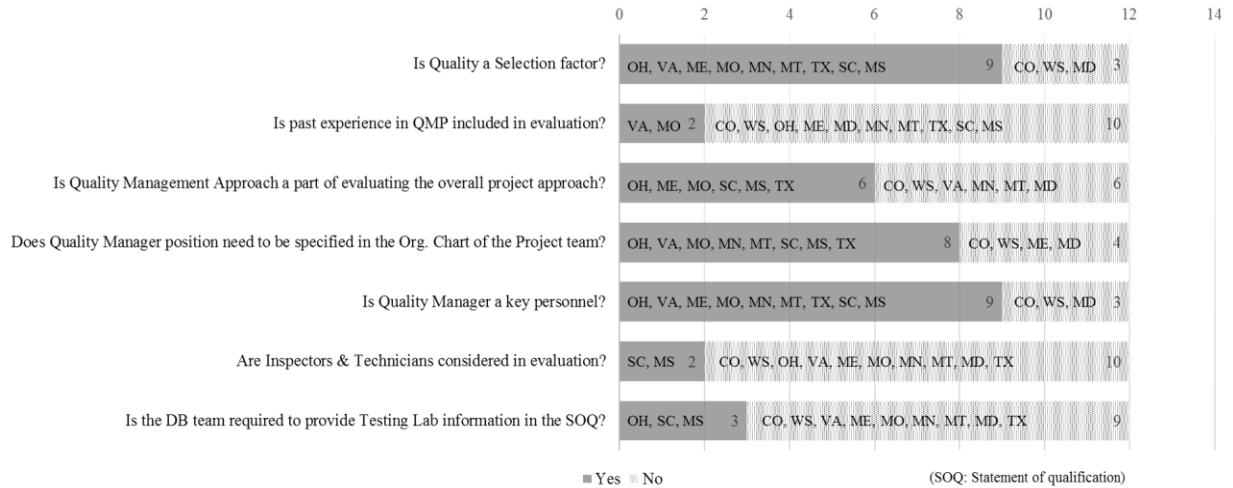 0 2 4 6 8 10 12 14
Is Quality a Selection factor? OH, VA, ME, MO, MN, MT, TX, SC, MS 9 CO, WS, MD 3
Is past experience in QMP included in evaluation? VA, MO 2 CO, WS, OH, ME, MD, MN, MT, TX, SC, MS 10
Is Quality Management Approach a part of evaluating the overall project approach? OH, ME, MO, SC, MS, TX 6 CO, WS, VA, MN, MT, MD 6
Does Quality Manager position need to be specified in the Org. Chart of the Project team? OH, VA, MO, MN, MT, SC, MS, TX 8 CO, WS, ME, MD 4
Is Quality Manager a key personnel? OH, VA, ME, MO, MN, MT, TX, SC, MS 9 CO, WS, MD 3
Are Inspectors & Technicians considered in evaluation? SC, MS 2 CO, WS, OH, VA, ME, MO, MN, MT, MD, TX 10
Is the DB team required to provide Testing Lab information in the SOQ? OH, SC, MS 3 CO, WS, VA, ME, MO, MN, MT, MD, TX 9
Yes No (SOQ: Statement of qualification)